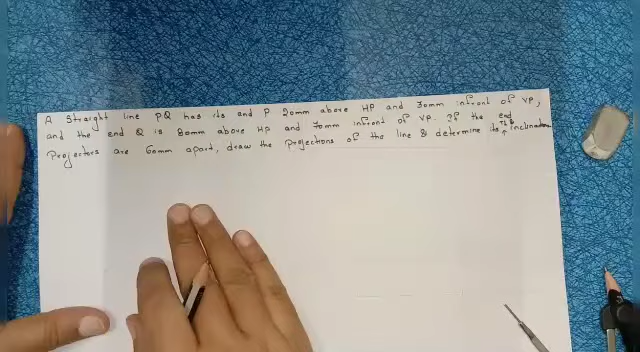 A Straight line PQ has its end P 20mm above HP and 30mm infront of VP,
and the end Q is 80mm above HP and 70mm infront of VP. If the end
Projectors are 60mm apart, draw the projections of the line & determine its inclination